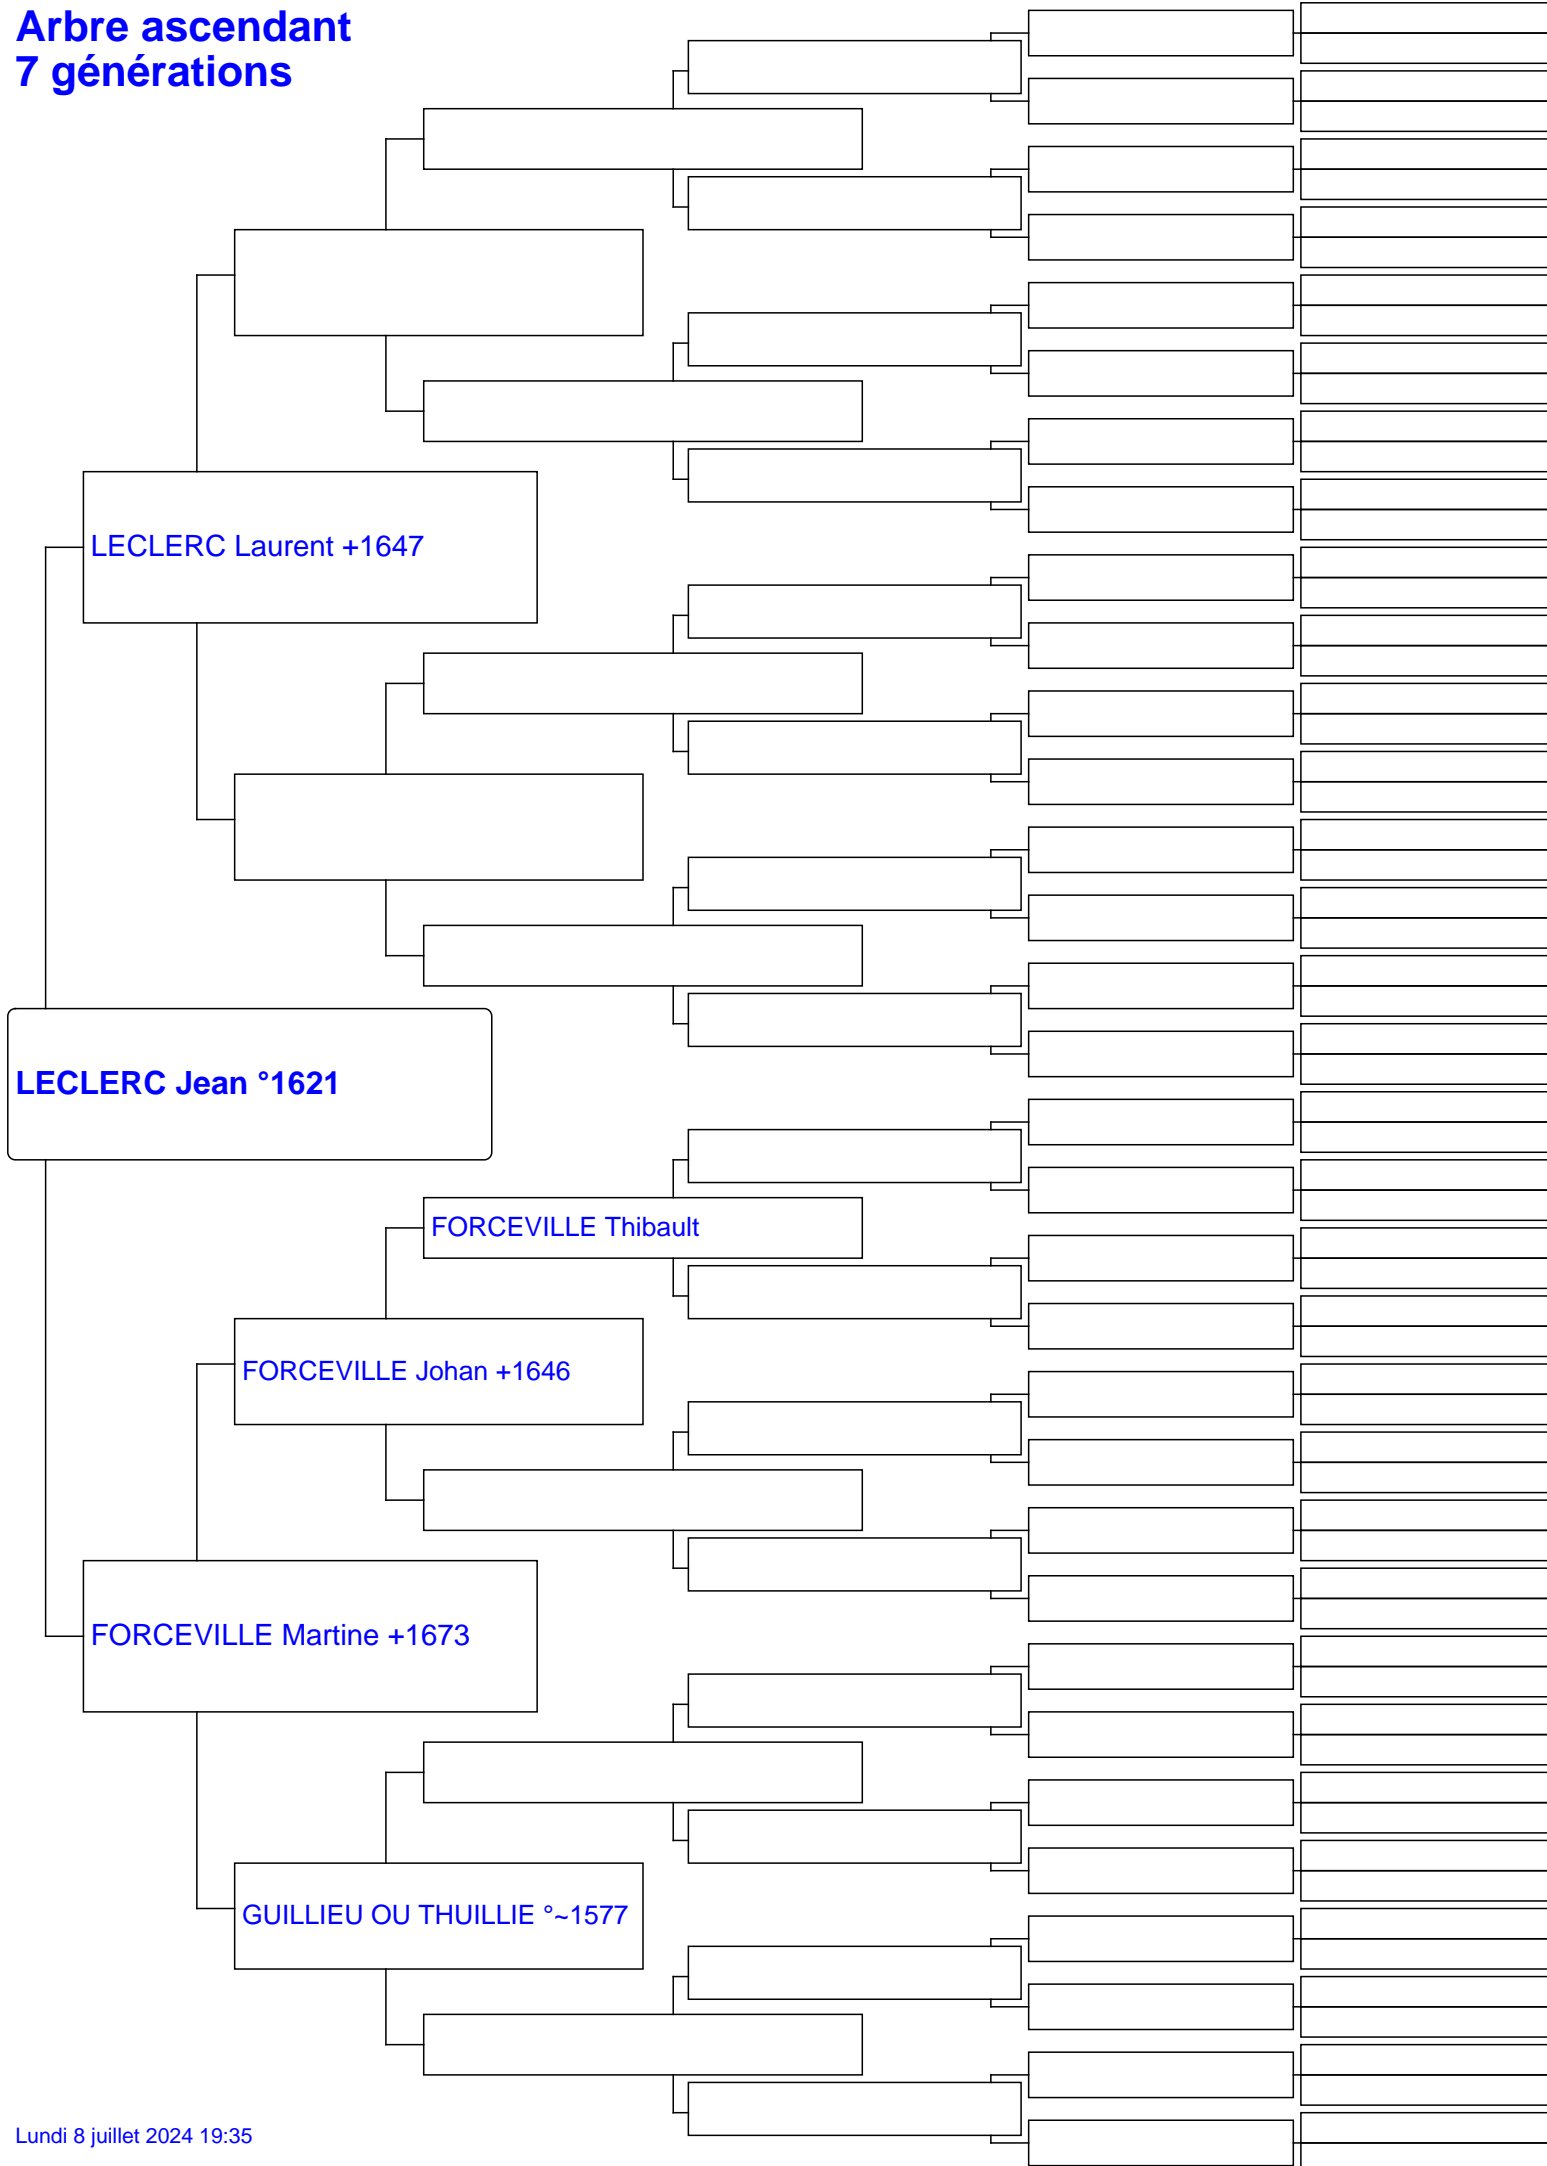 Arbre ascendant
7 générations
LECLERC Laurent +1647
LECLERC Jean °1621
FORCEVILLE Thibault
FORCEVILLE Johan +1646
FORCEVILLE Martine +1673
GUILLIEU OU THUILLIE °~1577
Lundi 8 juillet 2024 19:35